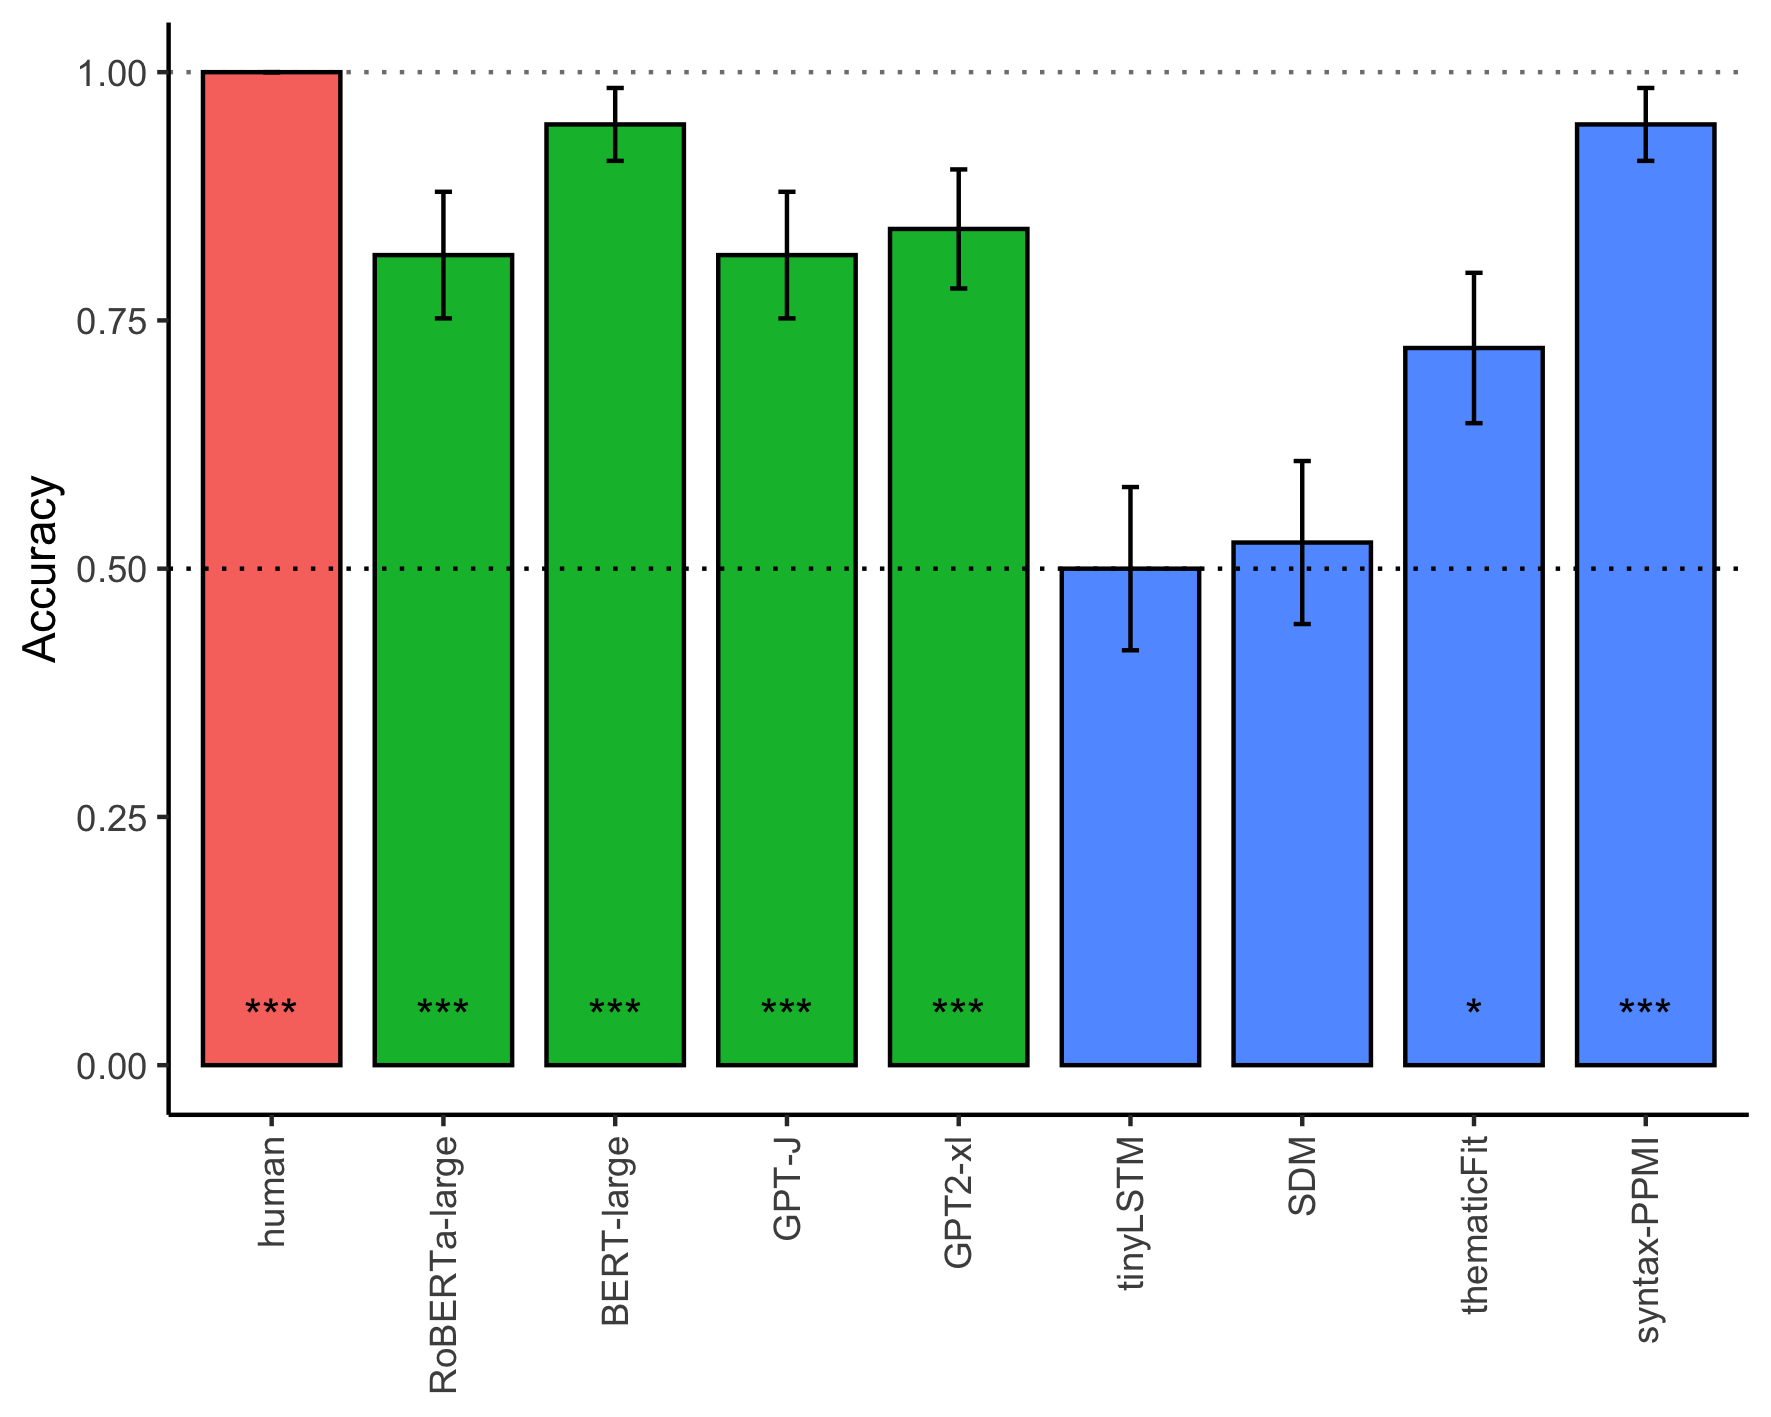 Accuracy
1.00
0.75
0.50
0.25
0.00
*** *** *** *** *** * ***
human
RoBERTa-large
BERT-large
GPT-J
GPT2-xl
tinyLSTM
SDM
thematicFit
syntax-PPMI